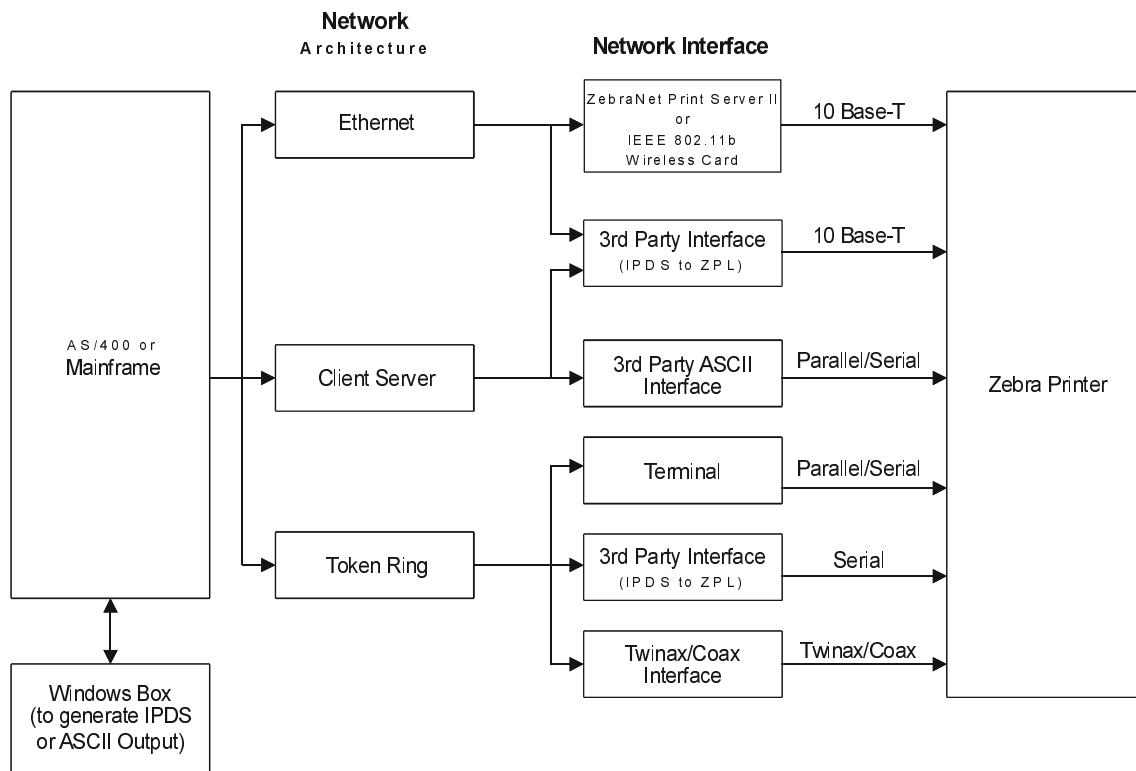 Network
Architecture
Network Interface
AS/400 or
Mainframe
Windows Box
(to generate IPDS
or ASCII Output)
Ethernet
Client Server
Token Ring
ZebraNet Print Server II
or
IEEE 802.11b
Wireless Card
3rd Party Interface
(IPDS to ZPL)
3rd Party ASCII
Interface
Terminal
3rd Party Interface
(IPDS to ZPL)
Twinax/Coax
Interface
10 Base-T
10 Base-T
Parallel/Serial
Parallel/Serial
Serial
Twinax/Coax
Zebra Printer